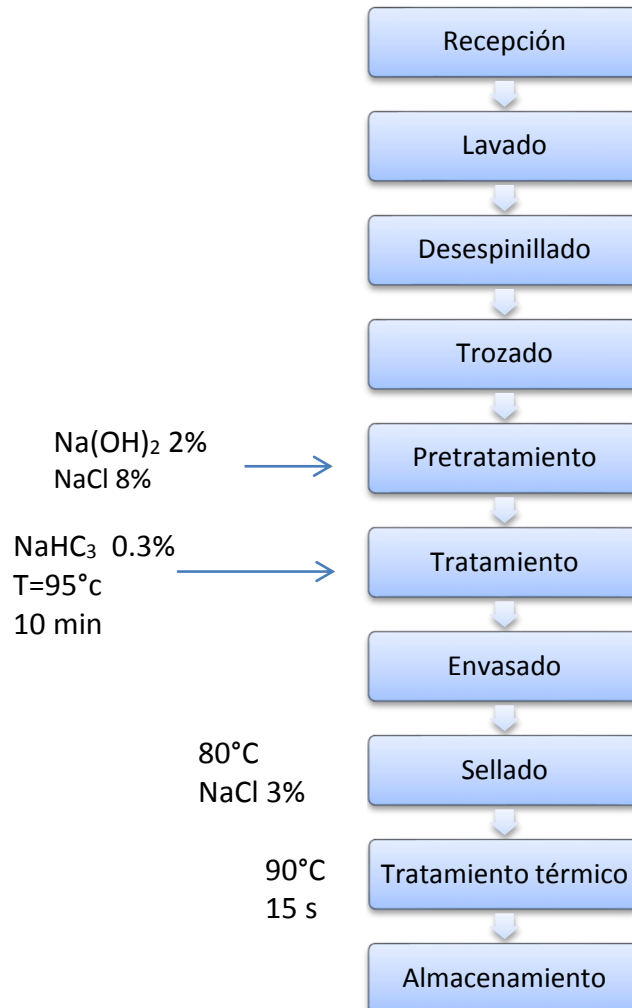 Recepción
Lavado
Desespinillado
Trozado
Na(OH)₂ 2%
NaCl 8%
Pretratamiento
NaHC₃ 0.3%
T=95°c
10 min
Tratamiento
Envasado
80°C
NaCl 3%
Sellado
90°C
15 s
Tratamiento térmico
Almacenamiento